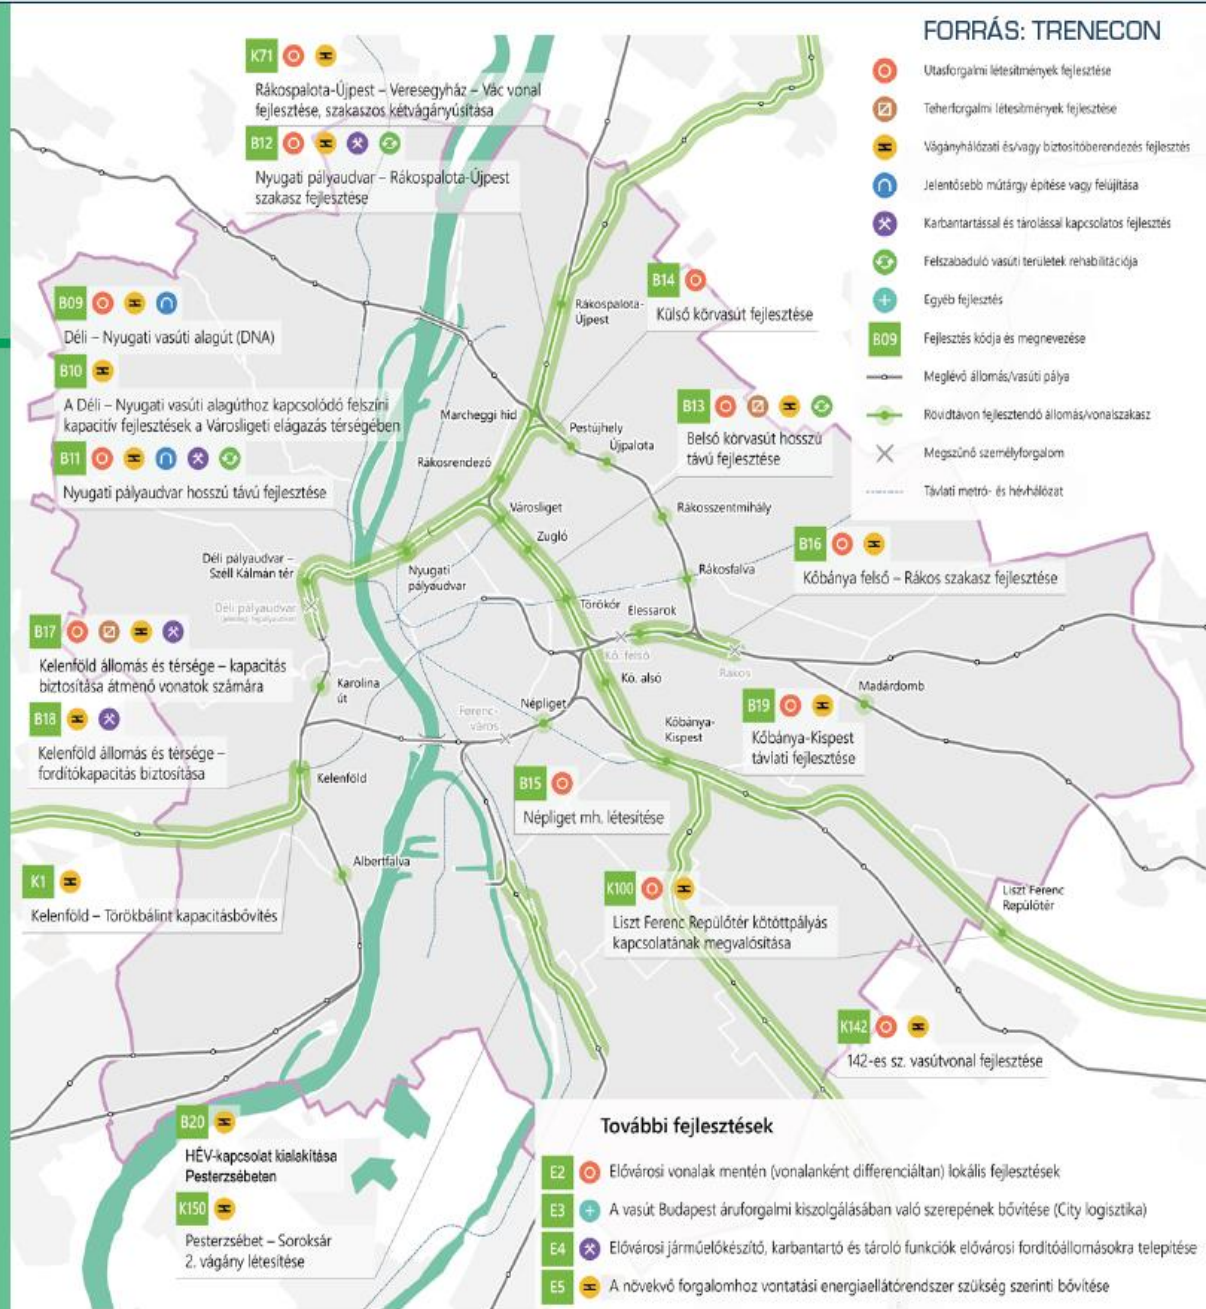 FORRÁS: TRENECON
Utasforgalmi létesítmények fejlesztése
Teherforgalmi létesítmények fejlesztése
Vágányhálózati és/vagy biztosítóberendezés fejlesztés
Jelentősebb műtárgy építése vagy felújítása
Karbantartással és tárolással kapcsolatos fejlesztés
Felszabaduló vasúti területek rehabilitációja
Egyéb fejlesztés
B09 Fejlesztés kódja és megnevezése
Meglévő állomás/vasúti pálya
Rövidtávon fejlesztendő állomás/vonalszakasz
Megszűnő személyforgalom
Távlati metró- és hévhálózat
K71
Rákospalota-Újpest – Veresegyház – Vác vonal
fejlesztése, szakaszos kétvágányúsítása
B12
Nyugati pályaudvar – Rákospalota-Újpest
szakasz fejlesztése
B14
Külső körvasút fejlesztése
B09
Déli – Nyugati vasúti alagút (DNA)
B10
A Déli – Nyugati vasúti alagúthoz kapcsolódó felszíni
kapacitív fejlesztések a Városligeti elágazás térségében
B11
Nyugati pályaudvar hosszú távú fejlesztése
B13
Belső körvasút hosszú
távú fejlesztése
B16
Kőbánya felső – Rákos szakasz fejlesztése
B17
Kelenföld állomás és térsége – kapacitás
biztosítása átmenő vonatok számára
B18
Kelenföld állomás és térsége –
fordítókapacitás biztosítása
B19
Kőbánya-Kispest
távlati fejlesztése
B15
Népliget mh. létesítése
K1
Kelenföld – Törökbálint kapacitásbővítés
K100
Liszt Ferenc Repülőtér kötöttpályás
kapcsolatának megvalósítása
K142
142-es sz. vasútvonal fejlesztése
B20
HÉV-kapcsolat kialakítása
Pesterzsébeten
K150
Pesterzsébet – Soroksár
2. vágány létesítése
Rákospalota-
Újpest
Marcheggi híd
Pestújhely
Újpalota
Rákosrendező
Városliget
Zugló
Rákosszentmihály
Déli pályaudvar –
Széll Kálmán tér
Nyugati
pályaudvar
Rákosfalva
Déli pályaudvar
Törökőr
Élessarok
Kő. felső
Rákos
Karolina
út
Kő. alsó
Madárdomb
Ferenc-
város
Népliget
Kőbánya-
Kispest
Kelenföld
Albertfalva
Liszt Ferenc
Repülőtér
További fejlesztések
E2 Elővárosi vonalak mentén (vonalanként differenciáltan) lokális fejlesztések
E3 A vasút Budapest áruforgalmi kiszolgálásában való szerepének bővítése (City logisztika)
E4 Elővárosi járműelőkészítő, karbantartó és tároló funkciók elővárosi fordítóállomásokra telepítése
E5 A növekvő forgalomhoz vontatási energiaellátórendszer szükség szerinti bővítése